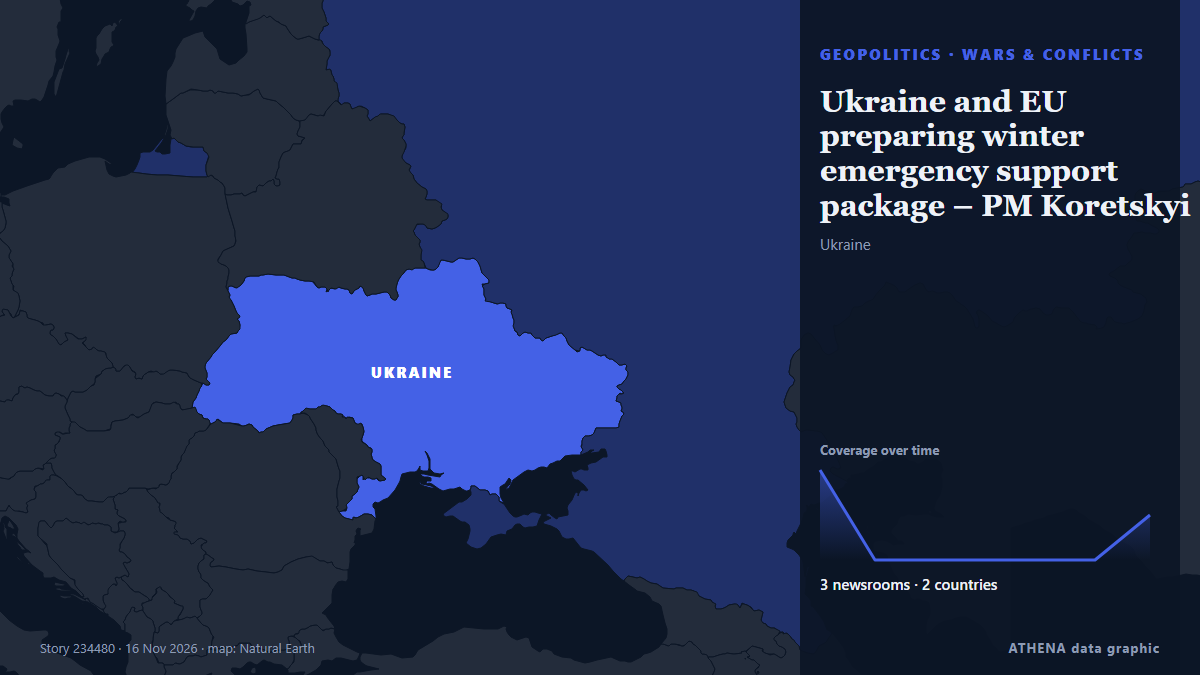 GEOPOLITICS · WARS & CONFLICTS
Ukraine and EU
preparing winter
emergency support
package – PM Koretskyi
Ukraine
UKRAINE
Coverage over time
3 newsrooms · 2 countries
Story 234480 · 16 Nov 2026 · map: Natural Earth
ATHENA data graphic